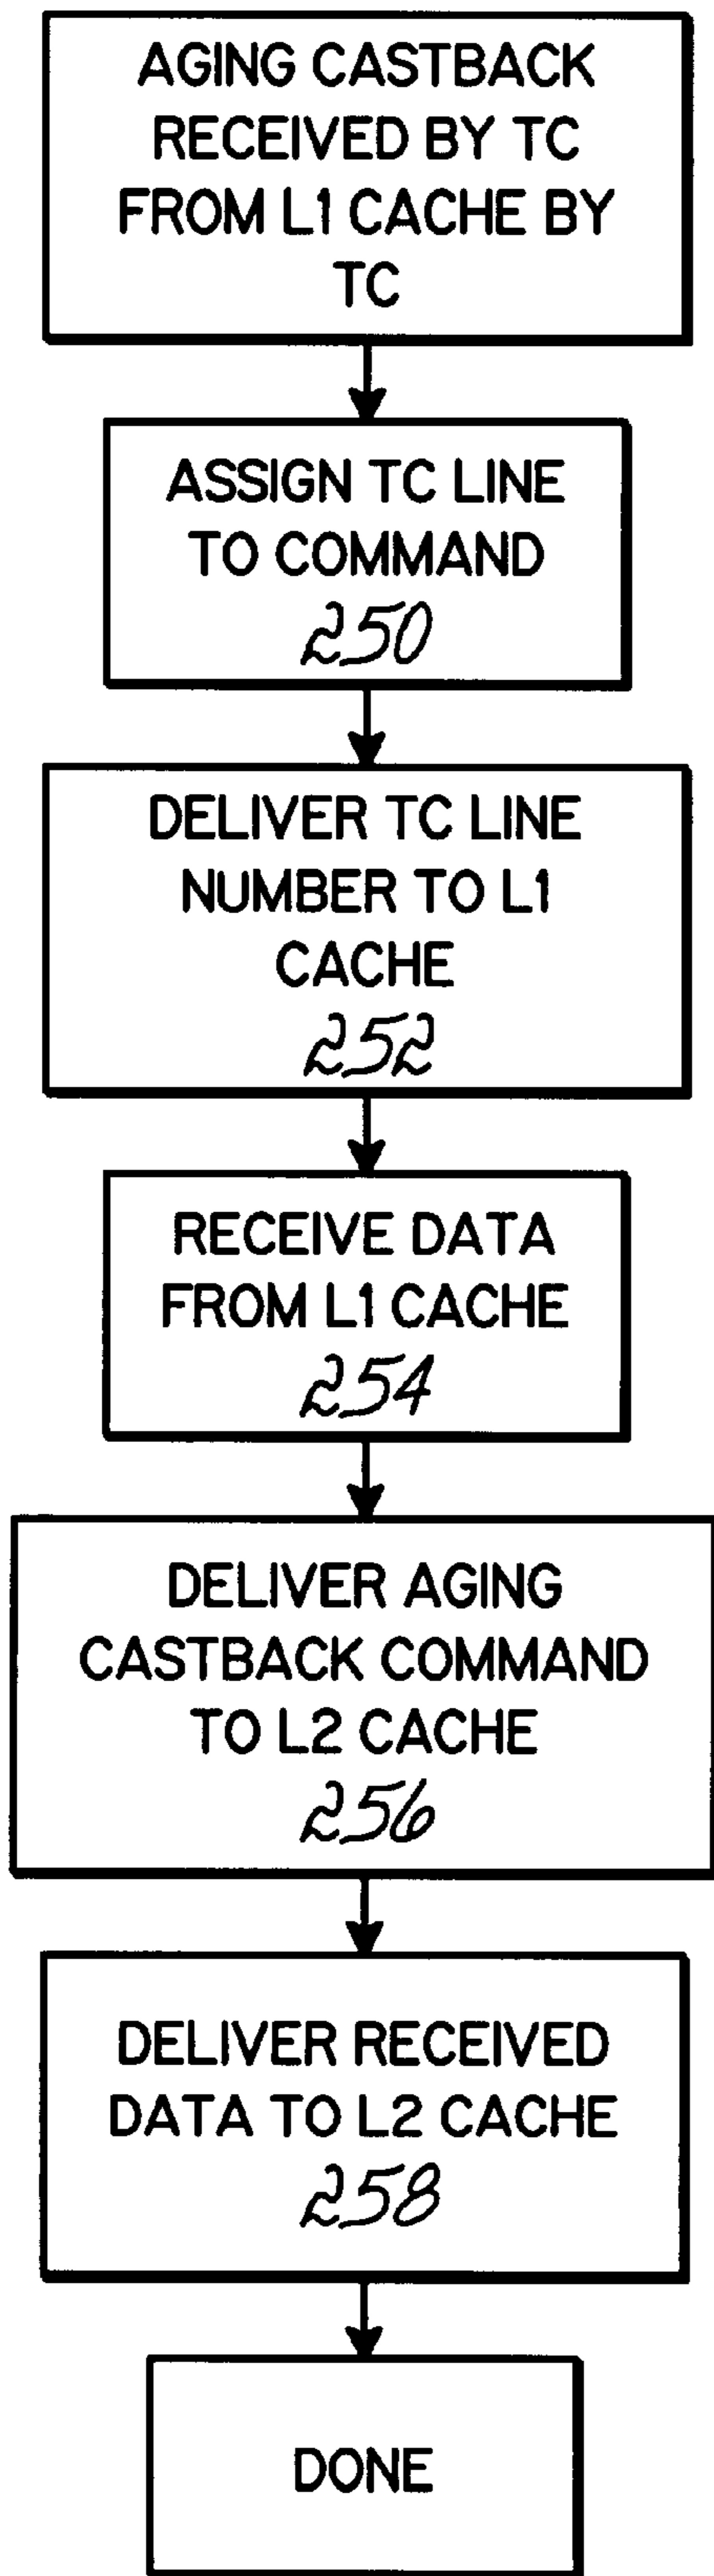 AGING CASTBACK
RECEIVED BY TC
FROM L1 CACHE BY
TC
ASSIGN TC LINE
TO COMMAND
250
DELIVER TC LINE
NUMBER TO L1
CACHE
252
RECEIVE DATA
FROM L1 CACHE
254
DELIVER AGING
CASTBACK COMMAND
TO L2 CACHE
256
DELIVER RECEIVED
DATA TO L2 CACHE
258
DONE